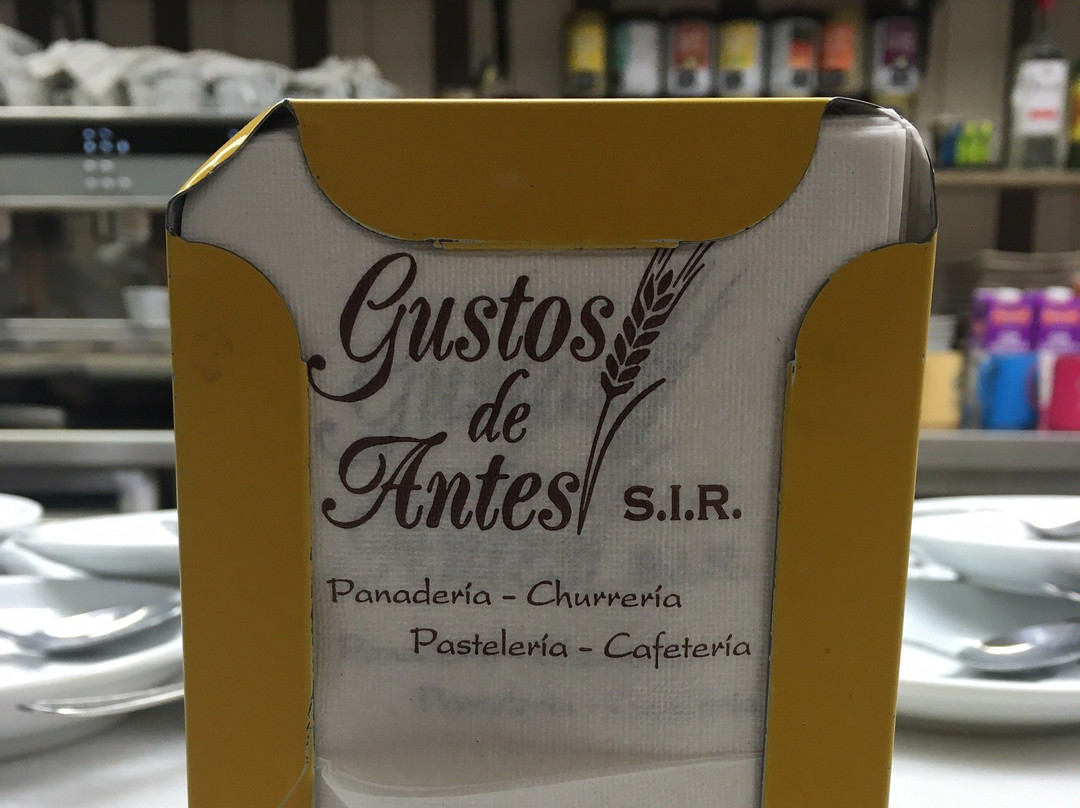 Gustos
de
Antes S.I.R.
Panadería - Churrería
Pastelería - Cafetería